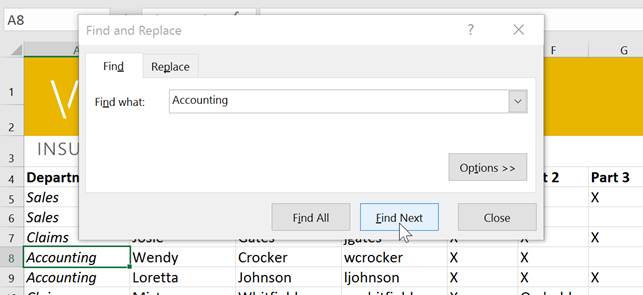 A8
Find and Replace ? ✕
F G
Find Replace
1
Find what: Accounting
2
3 INSU
Options >>
4 Departm t 2 Part 3
5 Sales X
Find All Find Next Close
6 Sales
7 Claims Josie Gates jgates X X X
8 Accounting Wendy Crocker wcrocker X X
9 Accounting Loretta Johnson ljohnson X X X